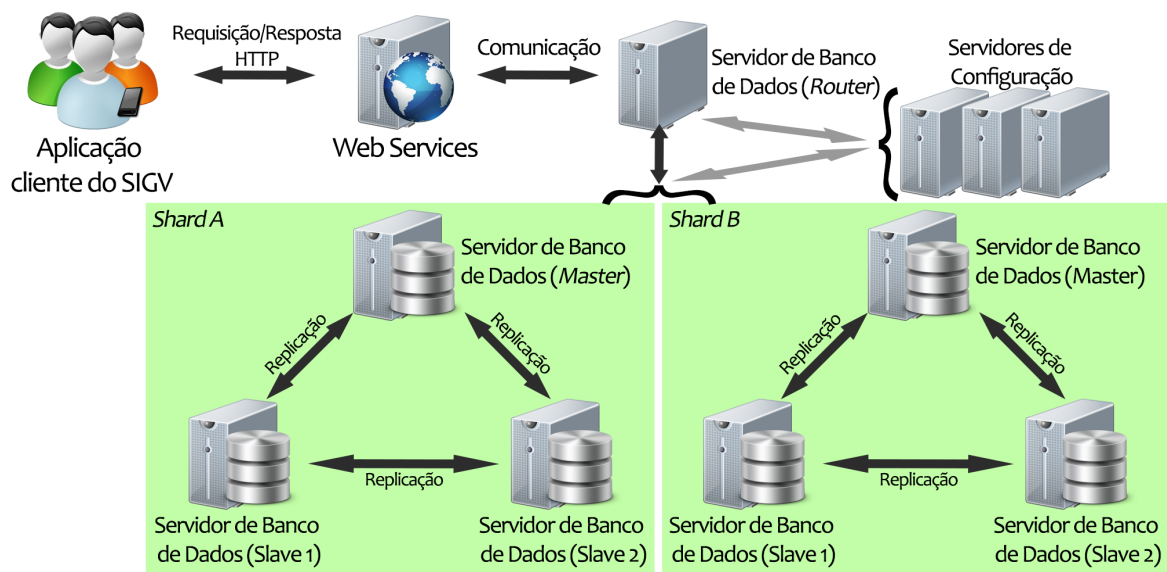 Requisição/Resposta
HTTP
Comunicação
Servidor de Banco
de Dados (Router)
Servidores de
Configuração
Aplicação
cliente do SIGV
Web Services
Shard A
Servidor de Banco
de Dados (Master)
Replicação
Replicação
Replicação
Servidor de Banco
de Dados (Slave 1)
Servidor de Banco
de Dados (Slave 2)
Shard B
Servidor de Banco
de Dados (Master)
Replicação
Replicação
Replicação
Servidor de Banco
de Dados (Slave 1)
Servidor de Banco
de Dados (Slave 2)